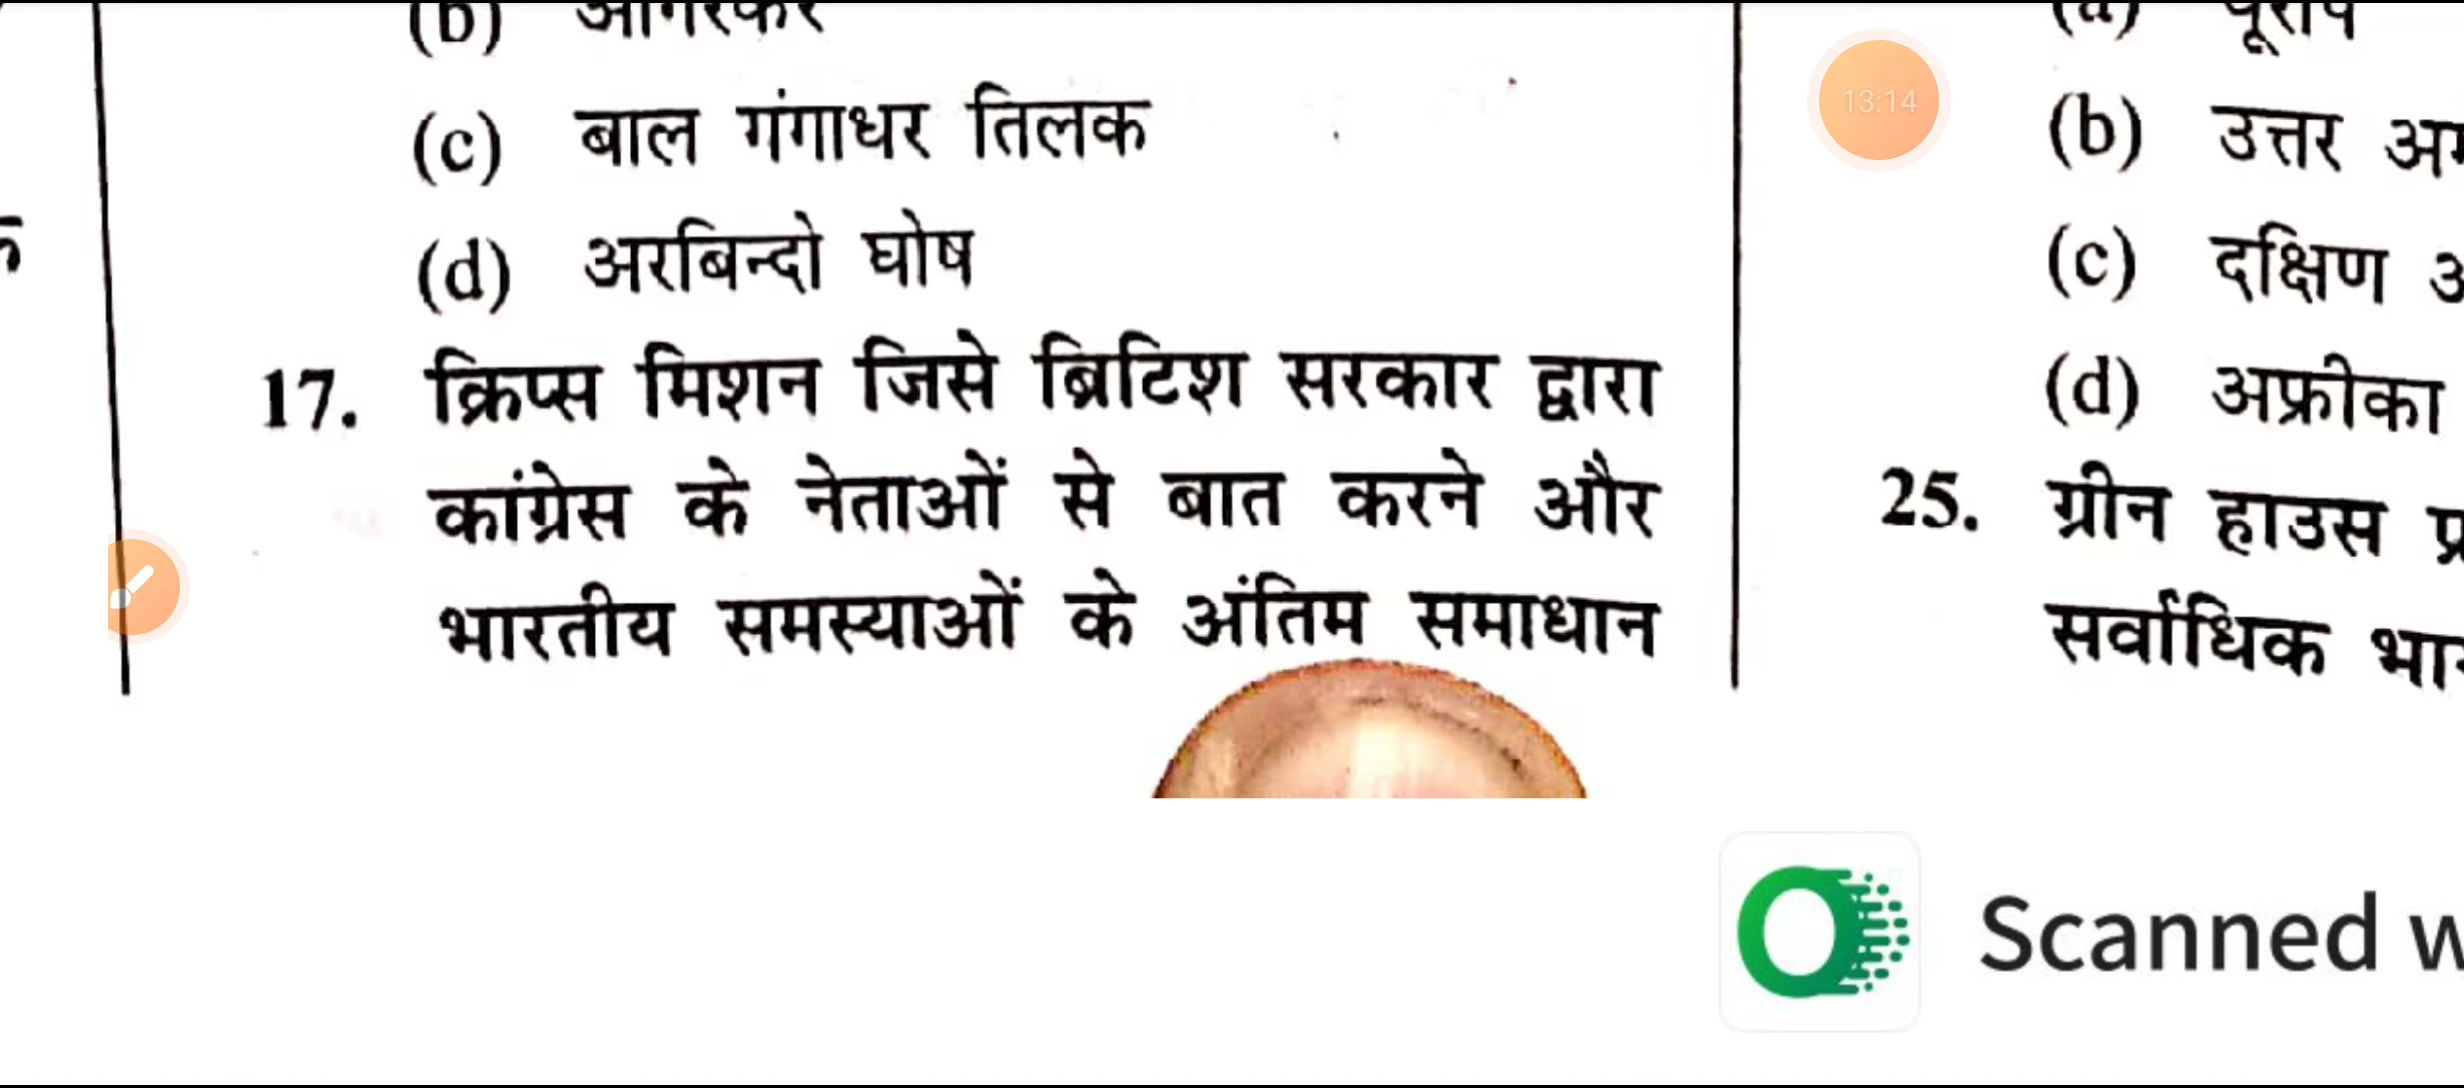 (b) आगरकर
(c) बाल गंगाधर तिलक
(d) अरबिन्दो घोष
17. क्रिप्स मिशन जिसे ब्रिटिश सरकार द्वारा
कांग्रेस के नेताओं से बात करने और
भारतीय समस्याओं के अंतिम समाधान
(a) यूरोप
(b) उत्तर
(c) दक्षिण
(d) अफ्रीका
25. ग्रीन हाउस
सर्वाधिक
13:14
Scanned